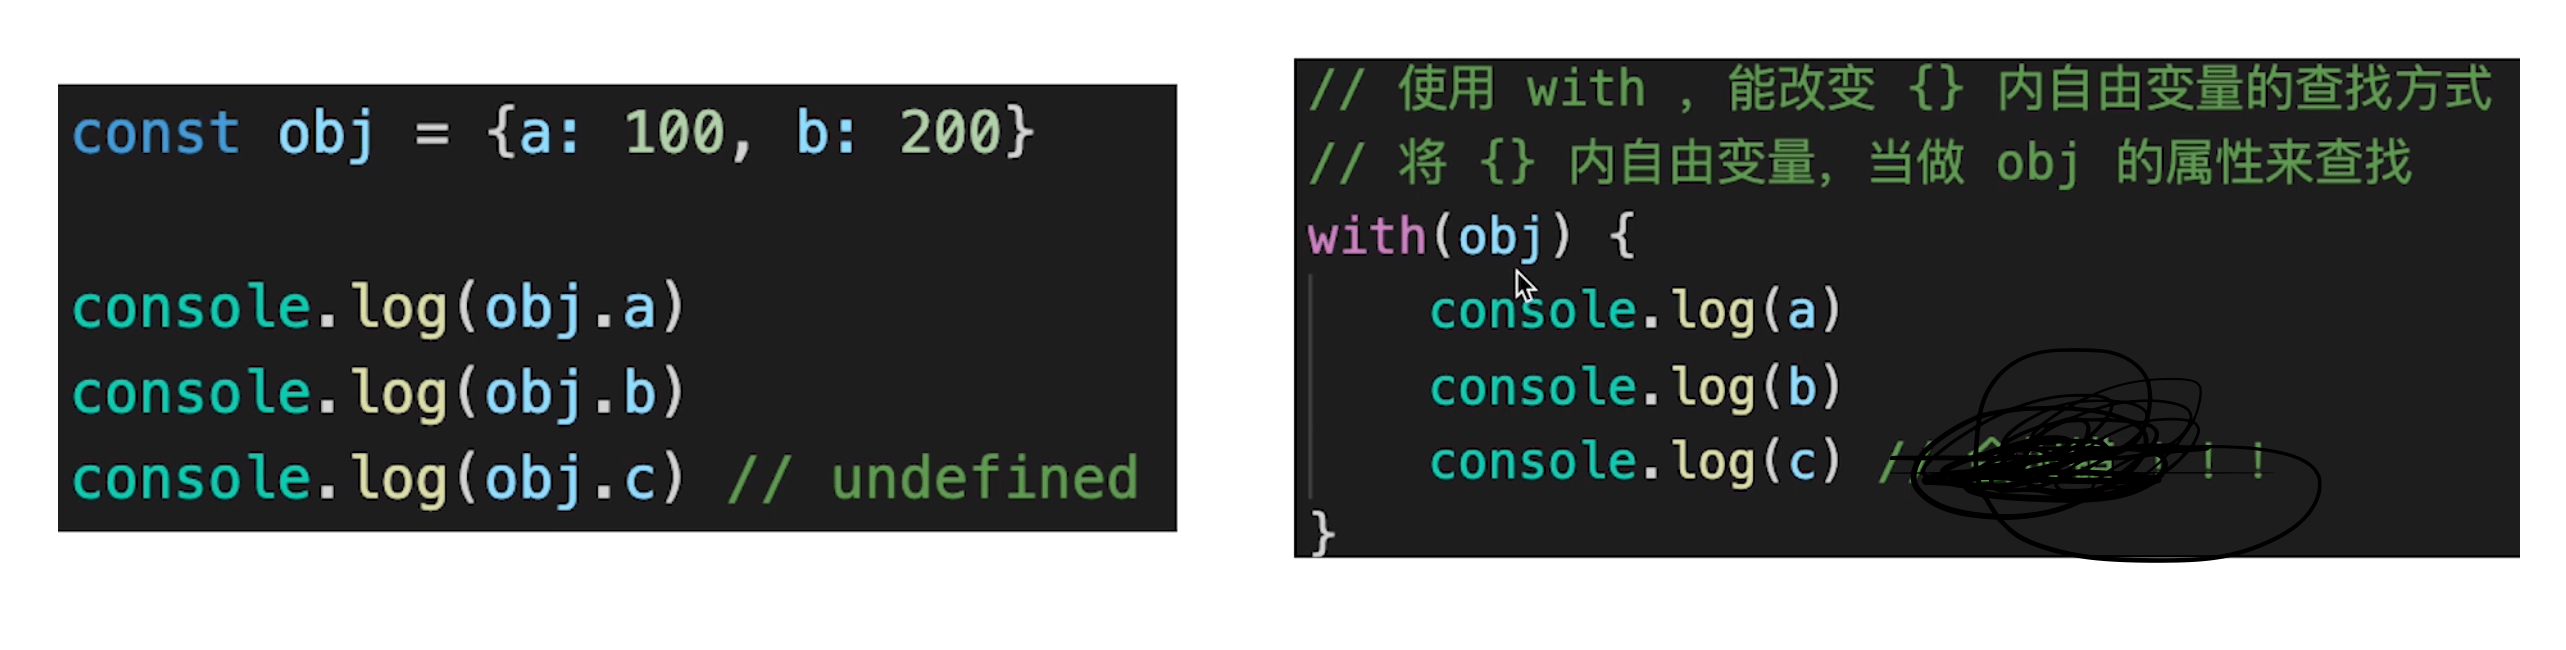 const obj = {a: 100, b: 200}
console.log(obj.a)
console.log(obj.b)
console.log(obj.c) // undefined
// 使用 with ，能改变 {} 内自由变量的查找方式
// 将 {} 内自由变量，当做 obj 的属性来查找
with(obj) {
console.log(a)
console.log(b)
console.log(c) // ！！
}